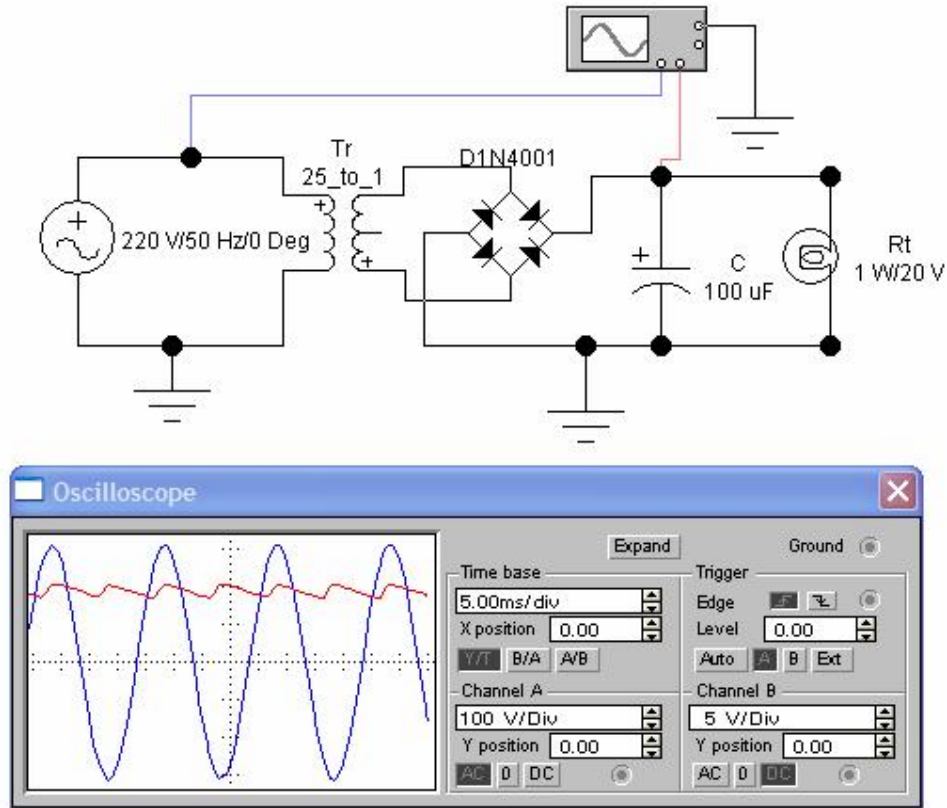 Tr
25_to_1
D1N4001
220 V/50 Hz/0 Deg
C
100 uF
Rt
1 W/20 V
Oscilloscope
Expand
Ground
Time base
5.00ms/div
X position 0.00
Y/T B/A A/B
Trigger
Edge
Level 0.00
Auto A B Ext
Channel A
100 V/Div
Y position 0.00
AC 0 DC
Channel B
5 V/Div
Y position 0.00
AC 0 DC